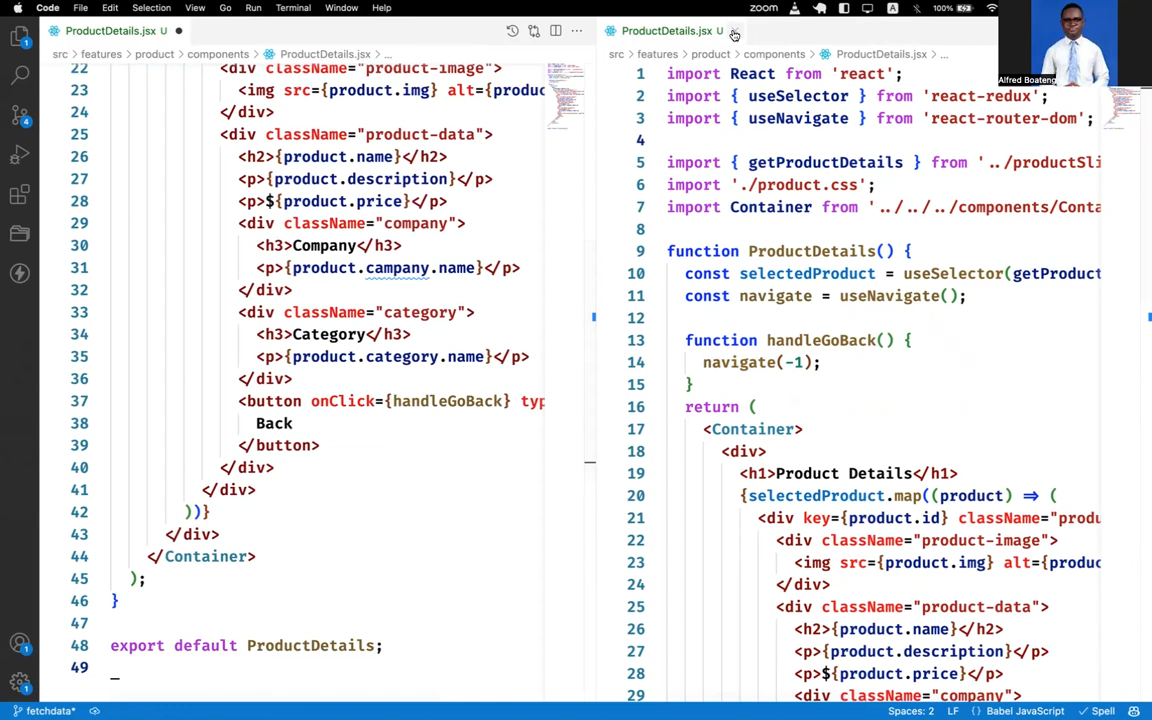 Code File Edit Selection View Go Run Terminal Window Help zoom A 100%
ProductDetails.jsx U
src > features > product > components > ProductDetails.jsx > ...
22 <div className="product-image">
23 <img src={product.img} alt={produc
24 </div>
25 <div className="product-data">
26 <h2>{product.name}</h2>
27 <p>{product.description}</p>
28 <p>${product.price}</p>
29 <div className="company">
30 <h3>Company</h3>
31 <p>{product.campany.name}</p>
32 </div>
33 <div className="category">
34 <h3>Category</h3>
35 <p>{product.category.name}</p>
36 </div>
37 <button onClick={handleGoBack} typ
38 Back
39 </button>
40 </div>
41 </div>
42 ))}
43 </div>
44 </Container>
45 );
46 }
47
48 export default ProductDetails;
49
ProductDetails.jsx U
src > features > product > components > ProductDetails.jsx > ...
1 import React from 'react';
2 import { useSelector } from 'react-redux';
3 import { useNavigate } from 'react-router-dom';
4
5 import { getProductDetails } from '../productSli
6 import './product.css';
7 import Container from '../../../components/Conta
8
9 function ProductDetails() {
10 const selectedProduct = useSelector(getProduct
11 const navigate = useNavigate();
12
13 function handleGoBack() {
14 navigate(-1);
15 }
16 return (
17 <Container>
18 <div>
19 <h1>Product Details</h1>
20 {selectedProduct.map((product) => (
21 <div key={product.id} className="produ
22 <div className="product-image">
23 <img src={product.img} alt={produc
24 </div>
25 <div className="product-data">
26 <h2>{product.name}</h2>
27 <p>{product.description}</p>
28 <p>${product.price}</p>
29 <div className="company">
Alfred Boateng
1
4
1
1
fetchdata*
Spaces: 2 LF {} Babel JavaScript Spell